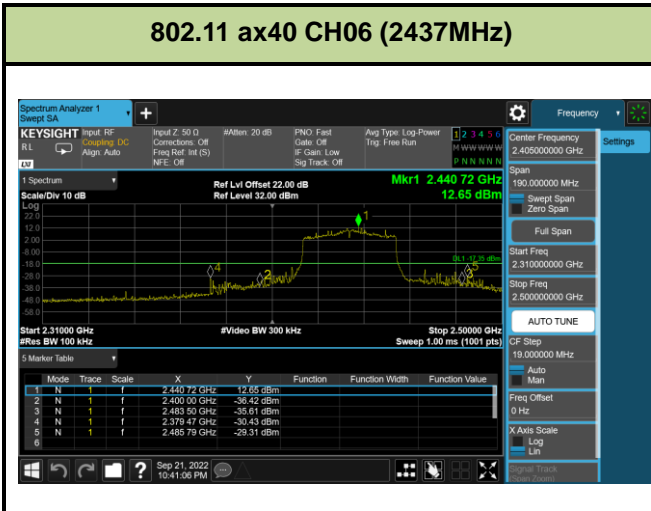 802.11 ax40 CH06 (2437MHz)
Spectrum Analyzer 1
Swept SA
+
Frequency
KEYSIGHT
RL
LXI
Input: RF
Coupling: DC
Align: Auto
Input Z: 50 Ω
Corrections: Off
Freq Ref: Int (S)
NFE: Off
#Atten: 20 dB
PNO: Fast
Gate: Off
IF Gain: Low
Sig Track: Off
Avg Type: Log-Power
Trig: Free Run
1 2 3 4 5 6
M W W W W W
P N N N N N
Center Frequency
2.405000000 GHz
Settings
1 Spectrum
Scale/Div 10 dB
Ref Lvl Offset 22.00 dB
Ref Level 32.00 dBm
Mkr1 2.440 72 GHz
12.65 dBm
Span
190.000000 MHz
Swept Span
Zero Span
Full Span
Start Freq
2.310000000 GHz
Stop Freq
2.500000000 GHz
AUTO TUNE
CF Step
19.000000 MHz
Auto
Man
Freq Offset
0 Hz
X Axis Scale
Log
Lin
Signal Track
(Span Zoom)
Log
22.0
12.0
2.00
-8.00
-18.0
-28.0
-38.0
-48.0
-58.0
1
DL1 -17.35 dBm
4
2
5
3
Start 2.31000 GHz
#Res BW 100 kHz
#Video BW 300 kHz
Stop 2.50000 GHz
Sweep 1.00 ms (1001 pts)
5 Marker Table
Mode Trace Scale X Y Function Function Width Function Value
1 N 1 f 2.440 72 GHz 12.65 dBm
2 N 1 f 2.400 00 GHz -36.42 dBm
3 N 1 f 2.483 50 GHz -35.61 dBm
4 N 1 f 2.379 47 GHz -30.43 dBm
5 N 1 f 2.485 79 GHz -29.31 dBm
6
?
Sep 21, 2022
10:41:06 PM